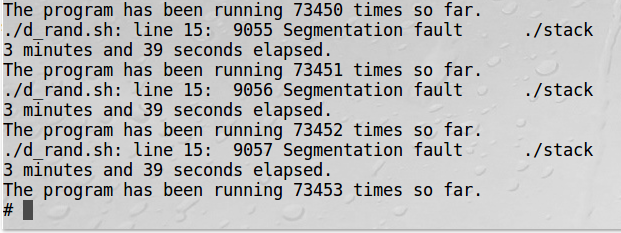 The program has been running 73450 times so far.
./d_rand.sh: line 15:  9055 Segmentation fault      ./stack
3 minutes and 39 seconds elapsed.
The program has been running 73451 times so far.
./d_rand.sh: line 15:  9056 Segmentation fault      ./stack
3 minutes and 39 seconds elapsed.
The program has been running 73452 times so far.
./d_rand.sh: line 15:  9057 Segmentation fault      ./stack
3 minutes and 39 seconds elapsed.
The program has been running 73453 times so far.
#